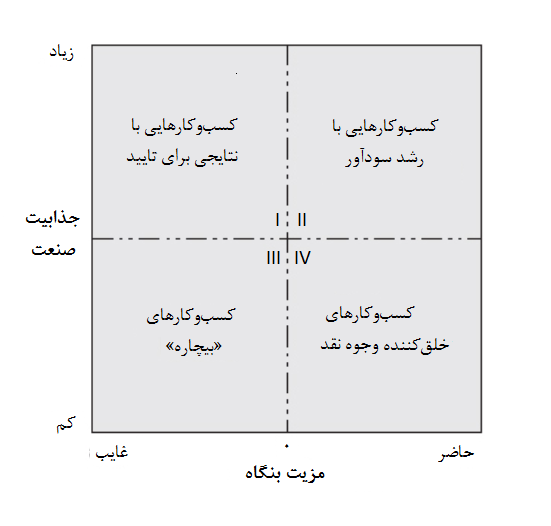 زیاد
کسب‌وکارهایی با
نتایجی برای تایید
کسب‌وکارهایی با
رشد سودآور
I II
جذابیت
صنعت
III IV
کسب‌وکارهای
«بیچاره»
کسب‌وکارهای
خلق‌کننده وجوه نقد
کم
غایب
حاضر
مزیت بنگاه